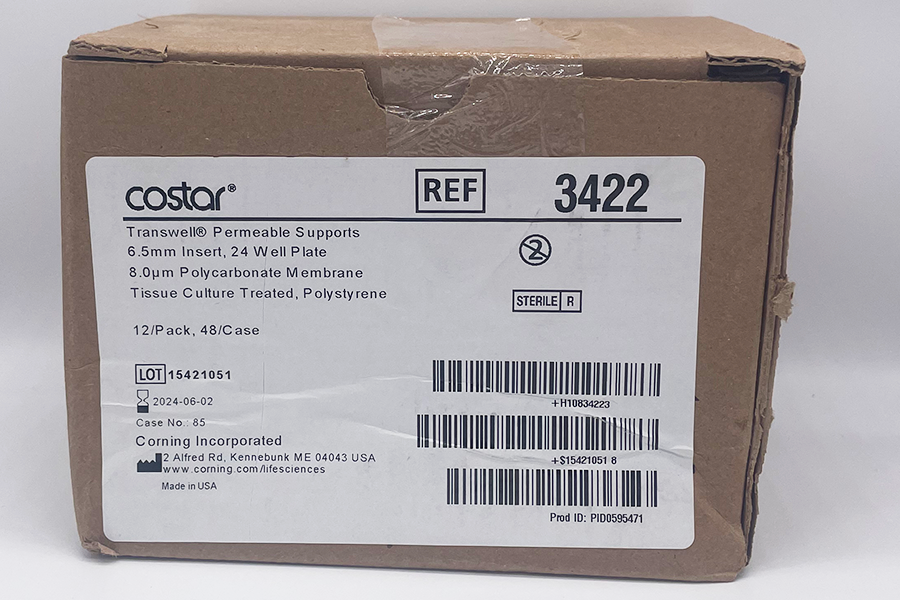 costar®
REF 3422
Transwell® Permeable Supports
6.5mm Insert, 24 Well Plate
8.0µm Polycarbonate Membrane
Tissue Culture Treated, Polystyrene
2
STERILE R
12/Pack, 48/Case
LOT 15421051
2024-06-02
Case No.: 85
Corning Incorporated
2 Alfred Rd, Kennebunk ME 04043 USA
www.corning.com/lifesciences
Made in USA
+H10834223
+$15421051 8
Prod ID: PID0595471